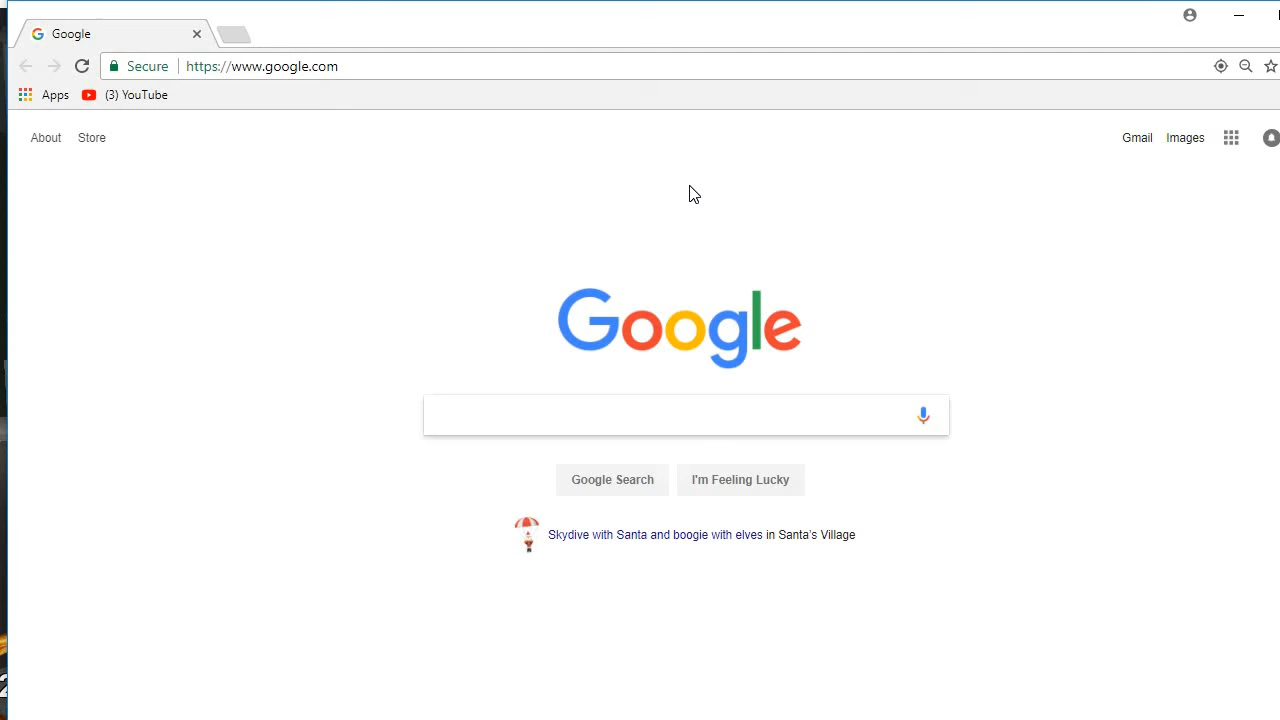 Google
Secure https://www.google.com
Apps (3) YouTube
About Store Gmail Images
Google
Google Search I'm Feeling Lucky
Skydive with Santa and boogie with elves in Santa's Village